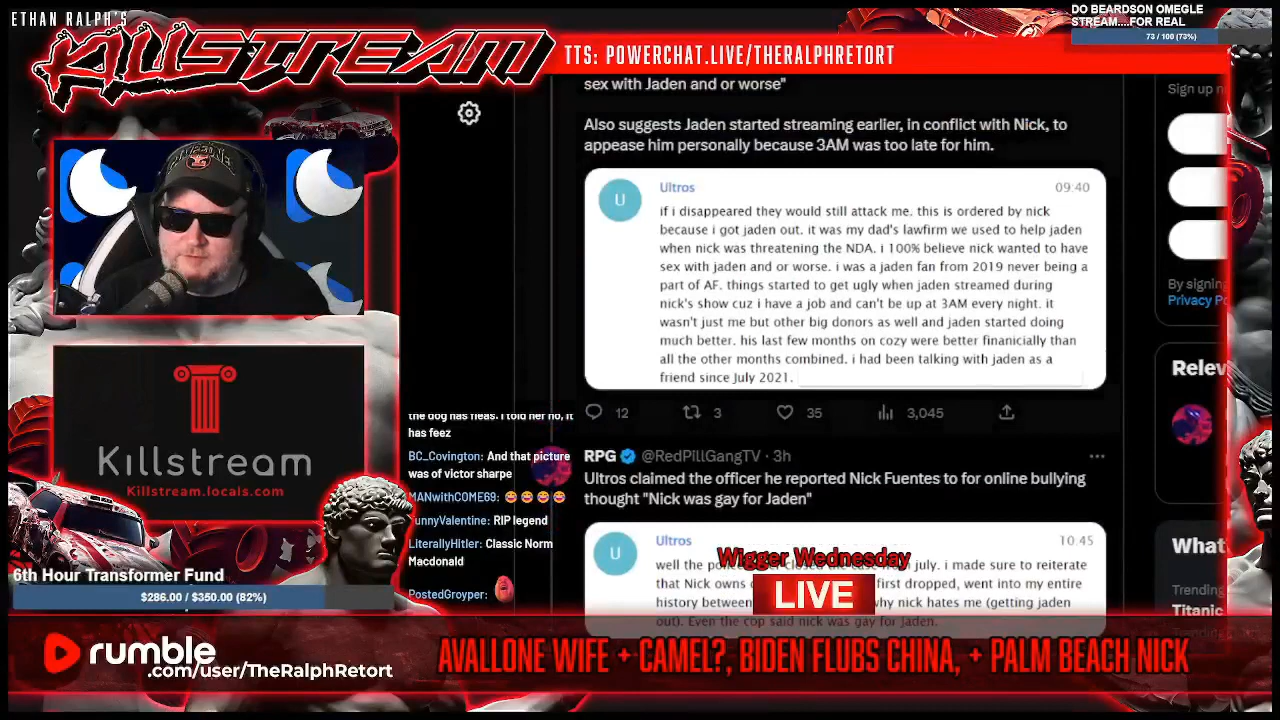 ETHAN RALPH'S
KILLSTREAM
TTS: POWERCHAT.LIVE/THERALPHRETORT
DO BEARDSON OMEGLE
STREAM....FOR REAL
73 / 100 (73%)
sex with Jaden and or worse"
Also suggests Jaden started streaming earlier, in conflict with Nick, to
appease him personally because 3AM was too late for him.
U
Ultros
09:40
if i disappeared they would still attack me. this is ordered by nick
because i got jaden out. it was my dad's lawfirm we used to help jaden
when nick was threatening the NDA. i 100% believe nick wanted to have
sex with jaden and or worse. i was a jaden fan from 2019 never being a
part of AF. things started to get ugly when jaden streamed during
nick's show cuz i have a job and can't be up at 3AM every night. it
wasn't just me but other big donors as well and jaden started doing
much better. his last few months on cozy were better finanicially than
all the other months combined. i had been talking with jaden as a
friend since July 2021.
12
3
35
3,045
RPG @RedPillGangTV · 3h
Ultros claimed the officer he reported Nick Fuentes to for online bullying
thought "Nick was gay for Jaden"
U
Ultros
10:45
well the july. i made sure to reiterate
that Nick owns first dropped, went into my entire
history between why nick hates me (getting jaden
out). Even the cop said nick was gay for Jaden.
Sign up
By signing
Privacy
Relev
What
Trending
Titanic
Killstream
Killstream.locals.com
the dog has fleas. I told her no, it
has feez
BC_Covington: And that picture
was of victor sharpe
MANwithCOME69:
unnyValentine: RIP legend
LiterallyHitler: Classic Norm
Macdonald
PostedGroyper:
6th Hour Transformer Fund
$286.00 / $350.00 (82%)
Wigger Wednesday
LIVE
rumble
.com/user/TheRalphRetort
AVALLONE WIFE + CAMEL?, BIDEN FLUBS CHINA, + PALM BEACH NICK